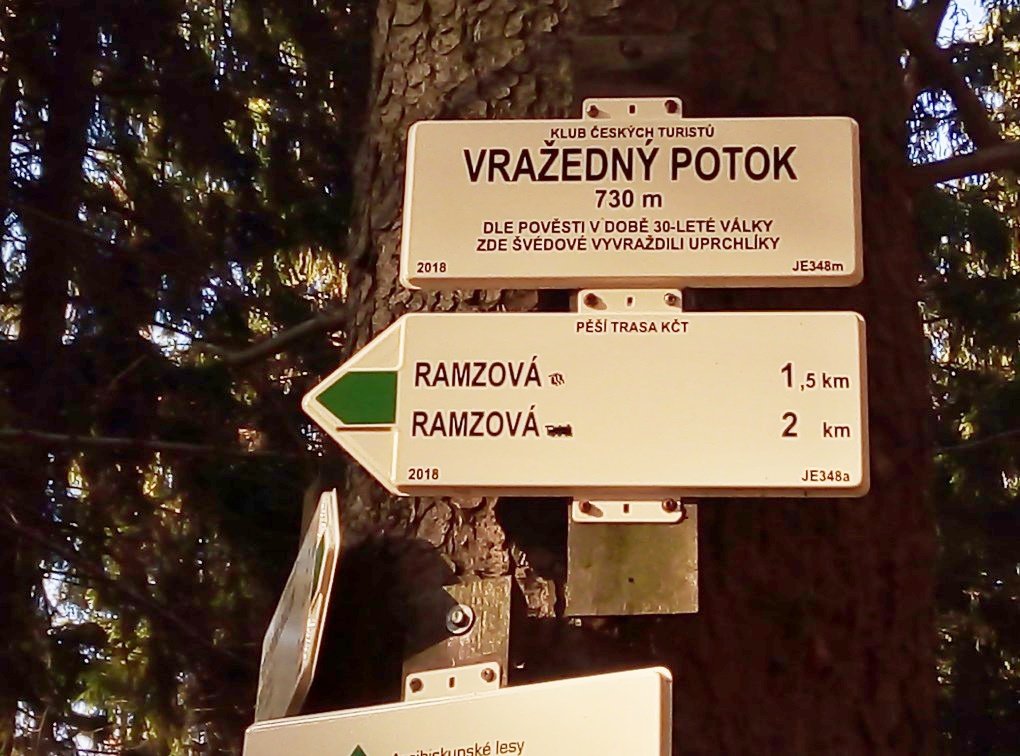 KLUB ČESKÝCH TURISTŮ
VRAŽEDNÝ POTOK
730 m
DLE POVĚSTI V DOBĚ 30-LETÉ VÁLKY
ZDE ŠVÉDOVÉ VYVRAŽDILI UPRCHLÍKY
2018 JE348m
PĚŠÍ TRASA KČT
RAMZOVÁ 1,5 km
RAMZOVÁ 2 km
2018 JE348a
lesy